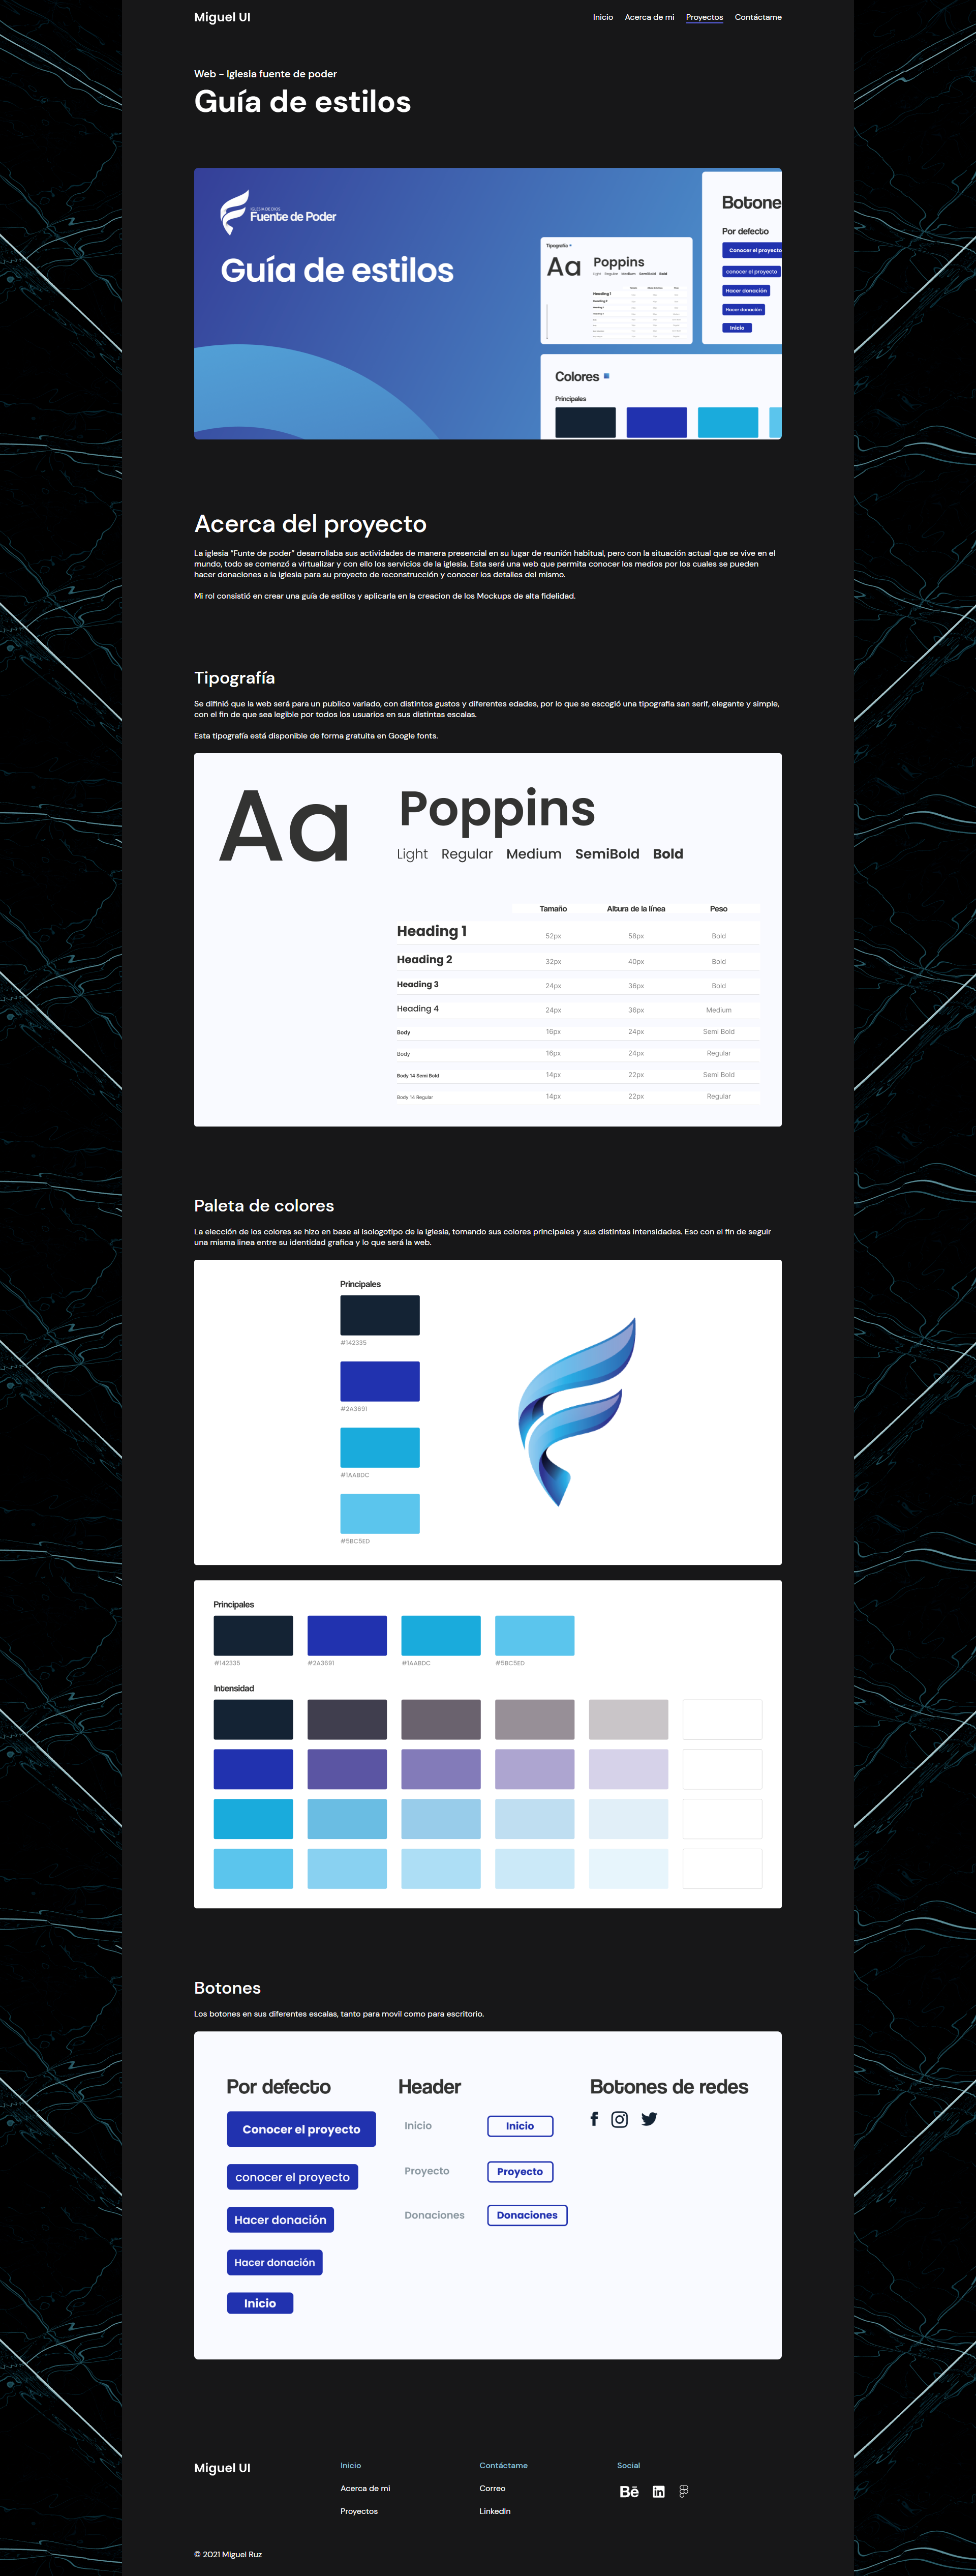 Miguel UI
Inicio Acerca de mi Proyectos Contáctame
Web - Iglesia fuente de poder
Guía de estilos
IGLESIA DE DIOS
Fuente de Poder
Guía de estilos
Tipografía
Aa Poppins
Light Regular Medium SemiBold Bold
Heading 1
Botone
Por defecto
Conocer el proyecto
conocer el proyecto
Hacer donación
Hacer donación
Inicio
Colores
Principales
Acerca del proyecto
La iglesia “Funte de poder” desarrollaba sus actividades de manera presencial en su lugar de reunión habitual, pero con la situación actual que se vive en el
mundo, todo se comenzó a virtualizar y con ello los servicios de la iglesia. Esta será una web que permita conocer los medios por los cuales se pueden
hacer donaciones a la iglesia para su proyecto de reconstrucción y conocer los detalles del mismo.
Mi rol consistió en crear una guía de estilos y aplicarla en la creacion de los Mockups de alta fidelidad.
Tipografía
Se difinió que la web será para un publico variado, con distintos gustos y diferentes edades, por lo que se escogió una tipografia san serif, elegante y simple,
con el fin de que sea legible por todos los usuarios en sus distintas escalas.
Esta tipografía está disponible de forma gratuita en Google fonts.
Aa Poppins
Light Regular Medium SemiBold Bold
Tamaño Altura de la línea Peso
Heading 1 52px 58px Bold
Heading 2 32px 40px Bold
Heading 3 24px 36px Bold
Heading 4 24px 36px Medium
Body 16px 24px Semi Bold
Body 16px 24px Regular
Body 14 Semi Bold 14px 22px Semi Bold
Body 14 Regular 14px 22px Regular
Paleta de colores
La elección de los colores se hizo en base al isologotipo de la iglesia, tomando sus colores principales y sus distintas intensidades. Eso con el fin de seguir
una misma linea entre su identidad grafica y lo que será la web.
Principales
#142335
#2A3691
#1AABDC
#5BC5ED
Principales
#142335 #2A3691 #1AABDC #5BC5ED
Intensidad
Botones
Los botones en sus diferentes escalas, tanto para movil como para escritorio.
Por defecto Header Botones de redes
Conocer el proyecto Inicio Inicio
conocer el proyecto Proyecto Proyecto
Hacer donación Donaciones Donaciones
Hacer donación
Inicio
Miguel UI Inicio Contáctame Social
Acerca de mi Correo
Proyectos Linkedin
© 2021 Miguel Ruz